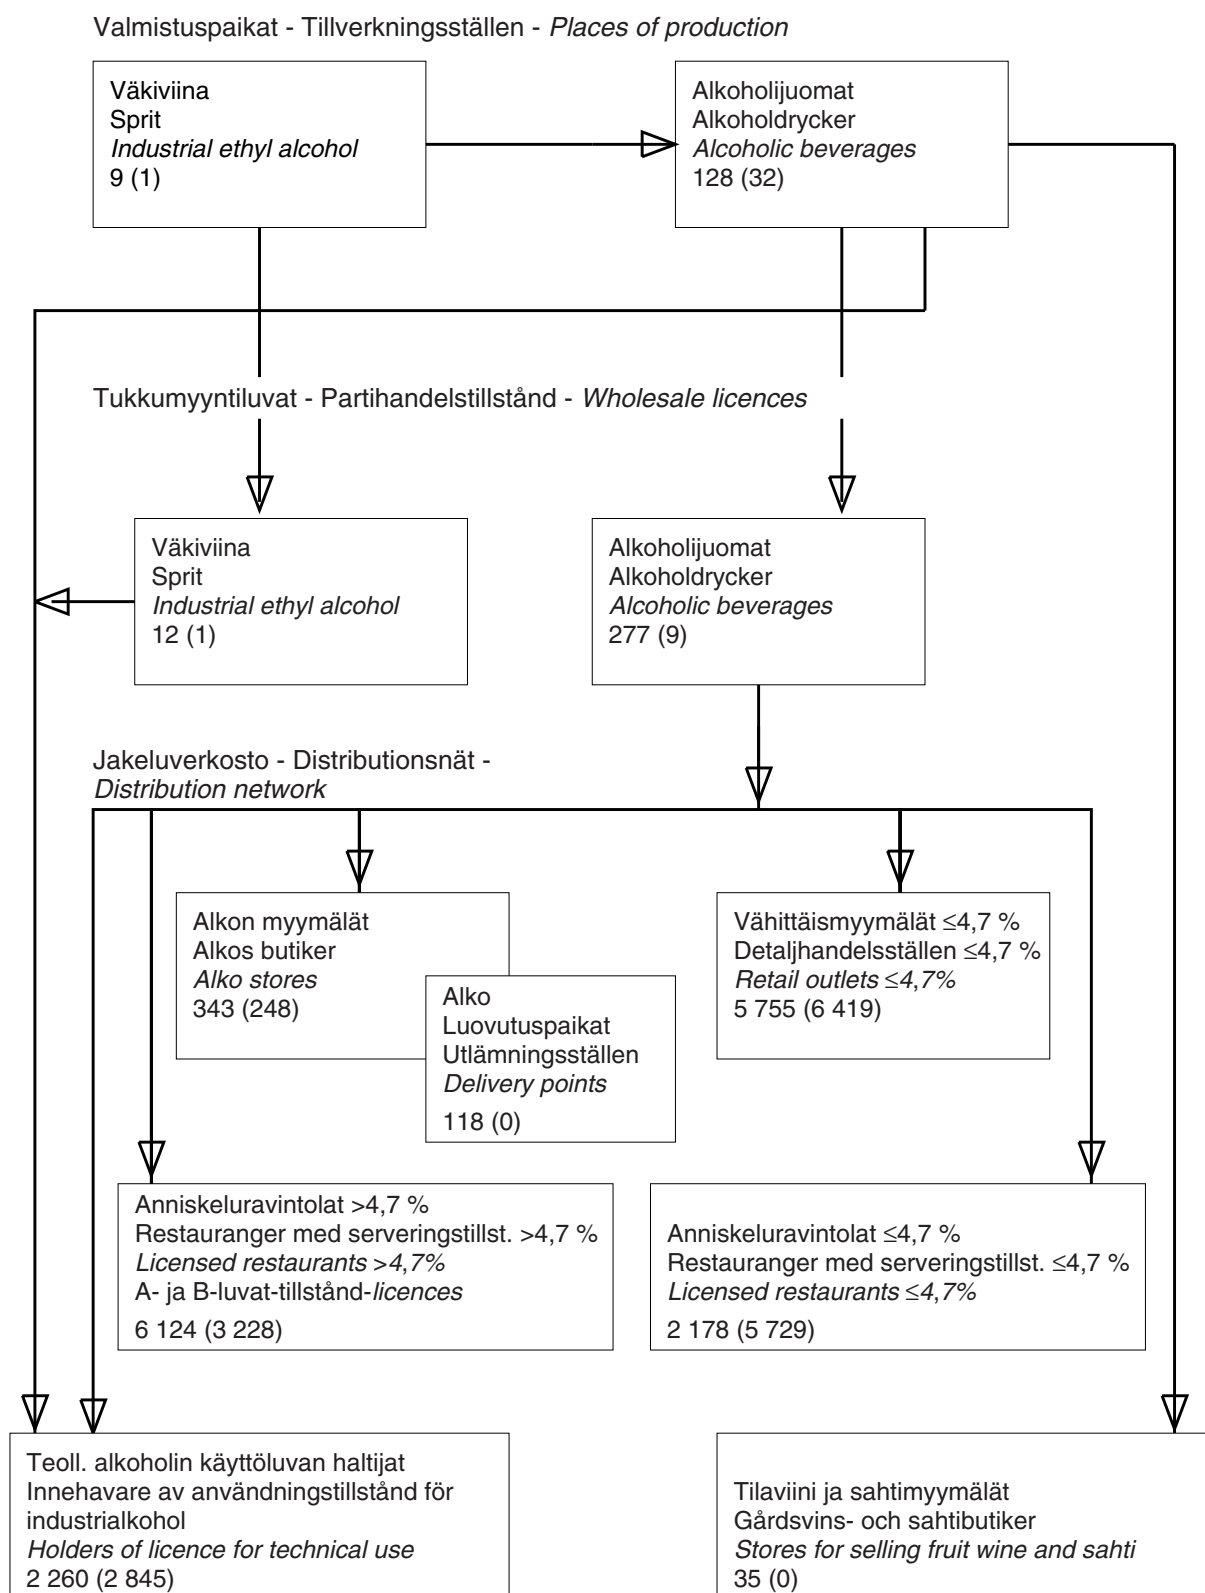 Valmistuspaikat - Tillverkningsställen - Places of production
Väkiviina
Sprit
Industrial ethyl alcohol
9 (1)
Alkoholijuomat
Alkoholdrycker
Alcoholic beverages
128 (32)
Tukkumyyntiluvat - Partihandelstillstånd - Wholesale licences
Väkiviina
Sprit
Industrial ethyl alcohol
12 (1)
Alkoholijuomat
Alkoholdrycker
Alcoholic beverages
277 (9)
Jakeluverkosto - Distributionsnät -
Distribution network
Alkon myymälät
Alkos butiker
Alko stores
343 (248)
Alko
Luovutuspaikat
Utlämningsställen
Delivery points
118 (0)
Vähittäismyymälät ≤4,7 %
Detaljhandelsställen ≤4,7 %
Retail outlets ≤4,7%
5 755 (6 419)
Anniskeluravintolat >4,7 %
Restauranger med serveringstillst. >4,7 %
Licensed restaurants >4,7%
A- ja B-luvat-tillstånd-licences
6 124 (3 228)
Anniskeluravintolat ≤4,7 %
Restauranger med serveringstillst. ≤4,7 %
Licensed restaurants ≤4,7%
2 178 (5 729)
Teoll. alkoholin käyttöluvan haltijat
Innehavare av användningstillstånd för
industrialkohol
Holders of licence for technical use
2 260 (2 845)
Tilaviini ja sahtimyymälät
Gårdsvins- och sahtibutiker
Stores for selling fruit wine and sahti
35 (0)